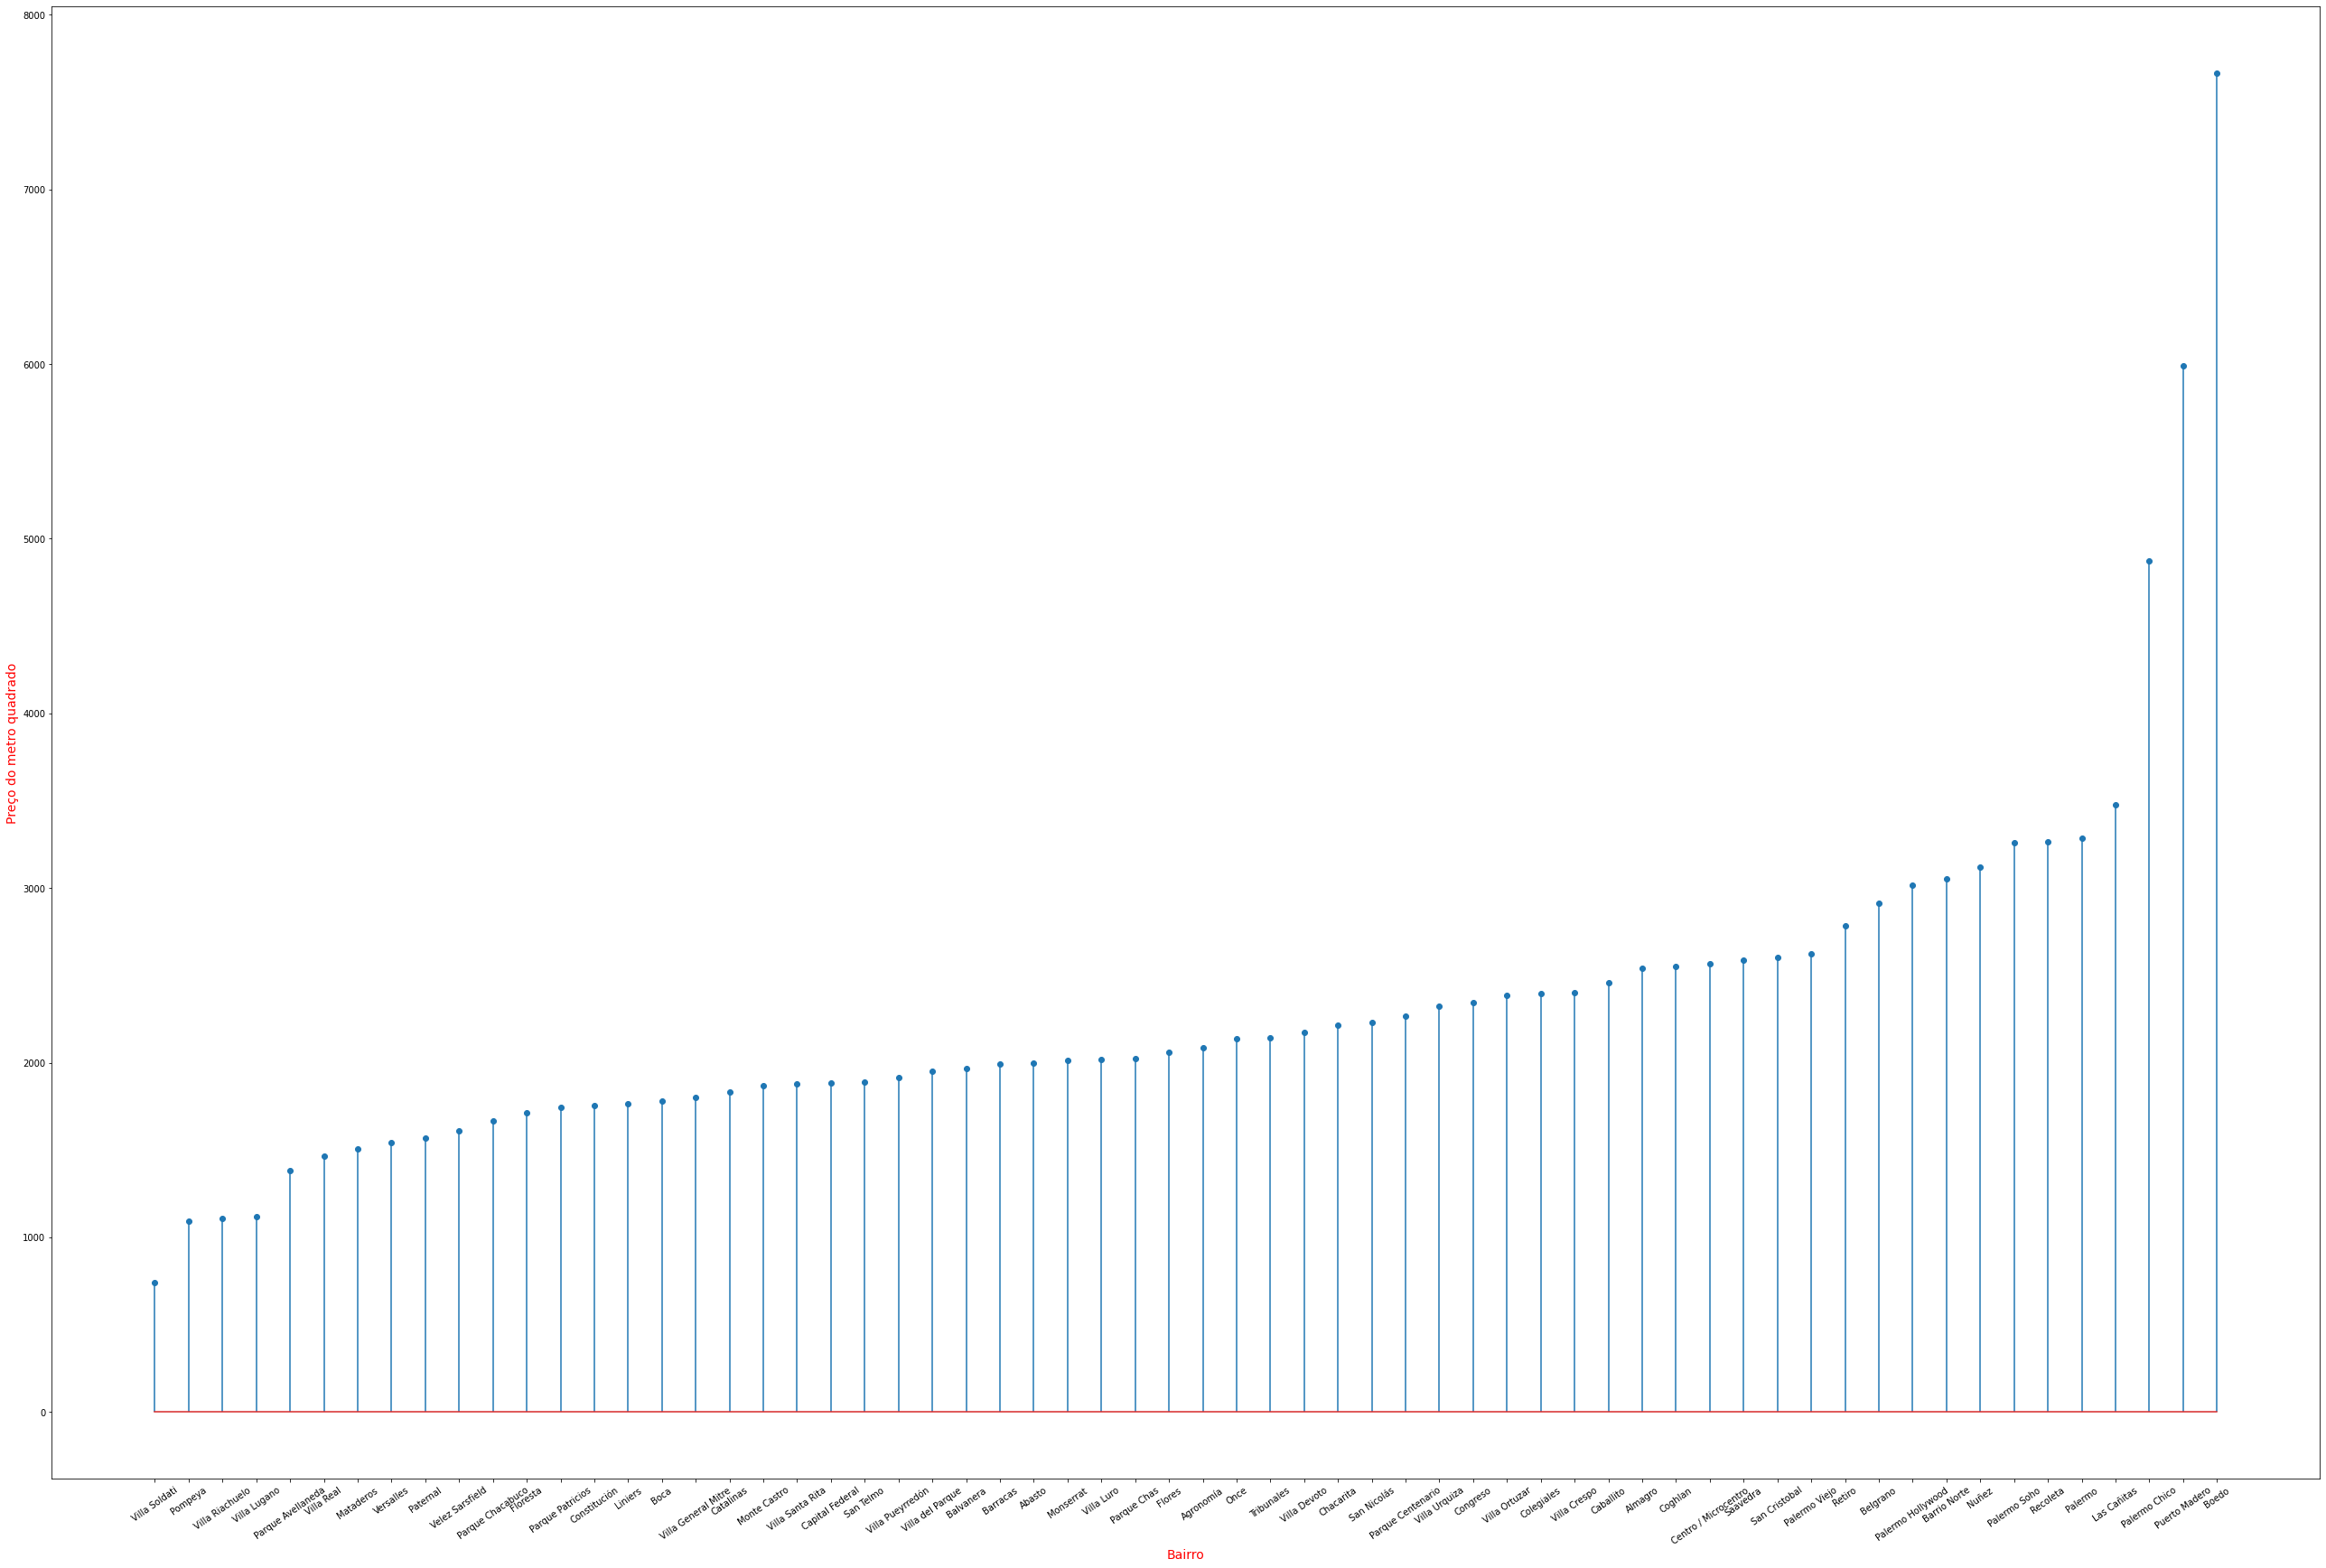 8000
7000
6000
5000
4000
3000
2000
1000
0
Preço do metro quadrado
Villa Soldati
Pompeya
Villa Riachuelo
Villa Lugano
Parque Avellaneda
Villa Real
Mataderos
Versalles
Paternal
Velez Sarsfield
Parque Chacabuco
Floresta
Parque Patricios
Constitución
Liniers
Boca
Villa General Mitre
Catalinas
Monte Castro
Villa Santa Rita
Capital Federal
San Telmo
Villa Pueyrredón
Villa del Parque
Balvanera
Barracas
Abasto
Monserrat
Villa Luro
Parque Chas
Flores
Agronomía
Once
Tribunales
Villa Devoto
Chacarita
San Nicolás
Parque Centenario
Villa Urquiza
Congreso
Villa Ortuzar
Colegiales
Villa Crespo
Caballito
Almagro
Coghlan
Centro / Microcentro
Saavedra
San Cristobal
Palermo Viejo
Retiro
Belgrano
Palermo Hollywood
Barrio Norte
Nuñez
Palermo Soho
Recoleta
Palermo
Las Cañitas
Palermo Chico
Puerto Madero
Boedo
Bairro